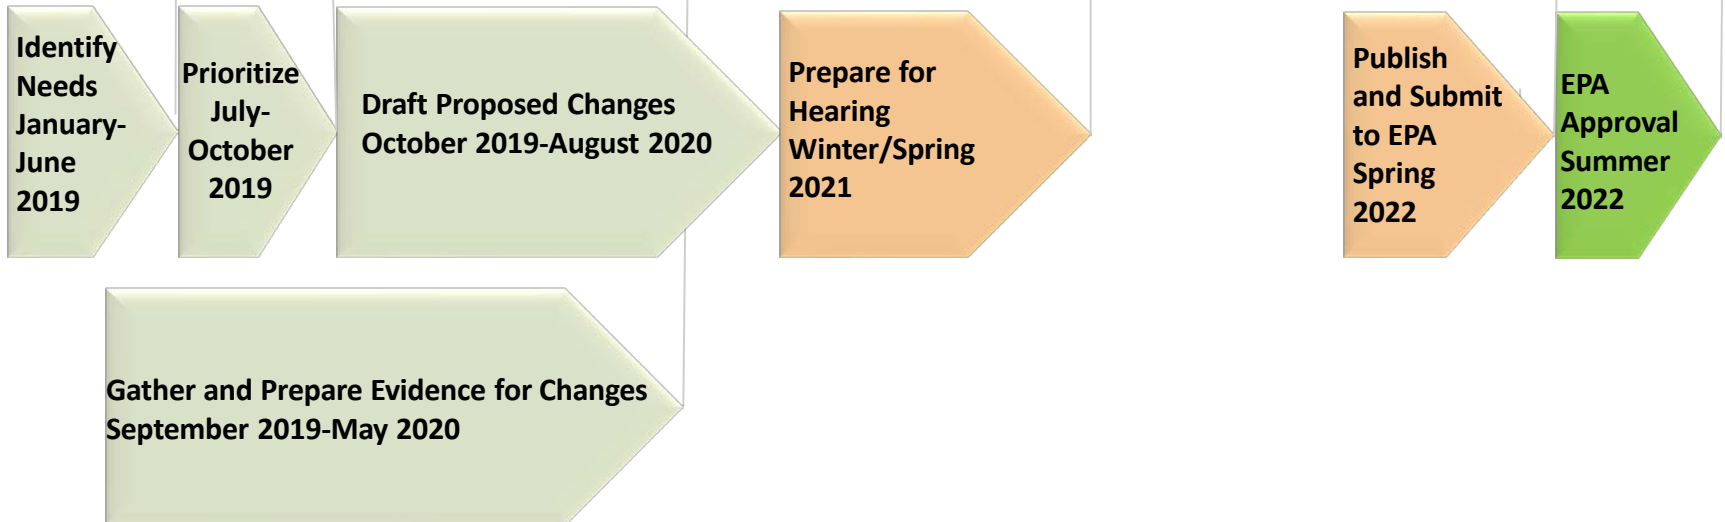 Identify
Needs
January-
June
2019
Prioritize
July-
October
2019
Draft Proposed Changes
October 2019-August 2020
Prepare for
Hearing
Winter/Spring
2021
Publish
and Submit
to EPA
Spring
2022
EPA
Approval
Summer
2022
Gather and Prepare Evidence for Changes
September 2019-May 2020